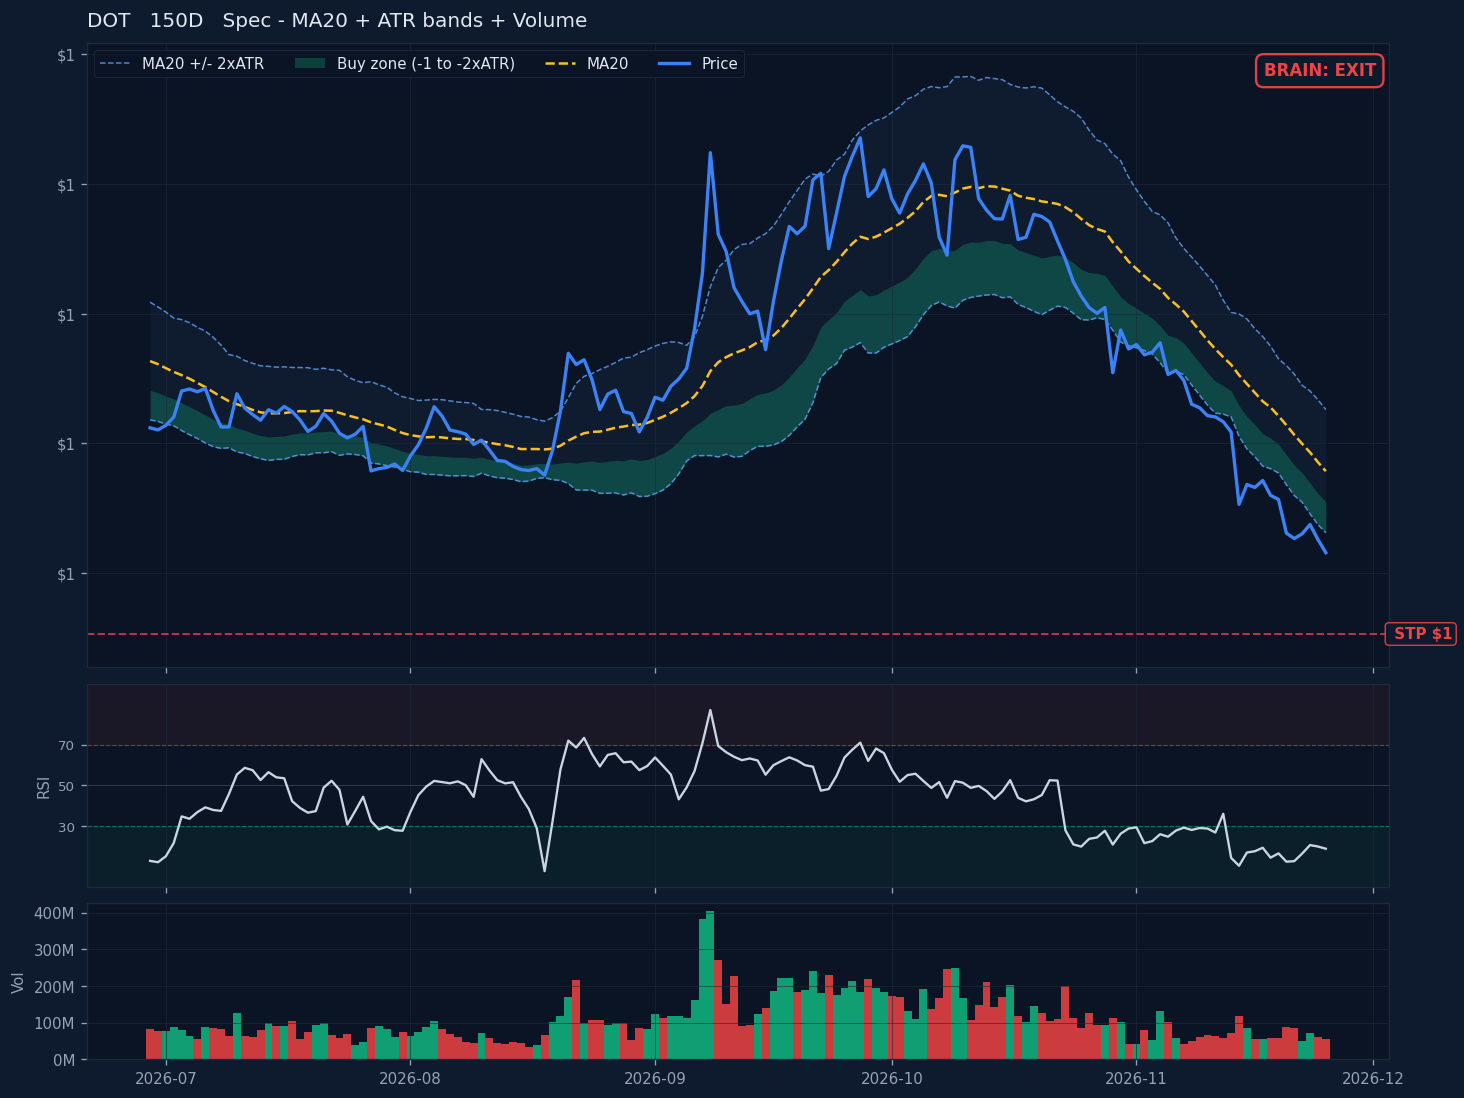 DOT   150D   Spec - MA20 + ATR bands + Volume
MA20 +/- 2xATR
Buy zone (-1 to -2xATR)
MA20
Price
BRAIN: EXIT
$1
$1
$1
$1
$1
STP $1
RSI
70
50
30
Vol
400M
300M
200M
100M
0M
2026-07
2026-08
2026-09
2026-10
2026-11
2026-12